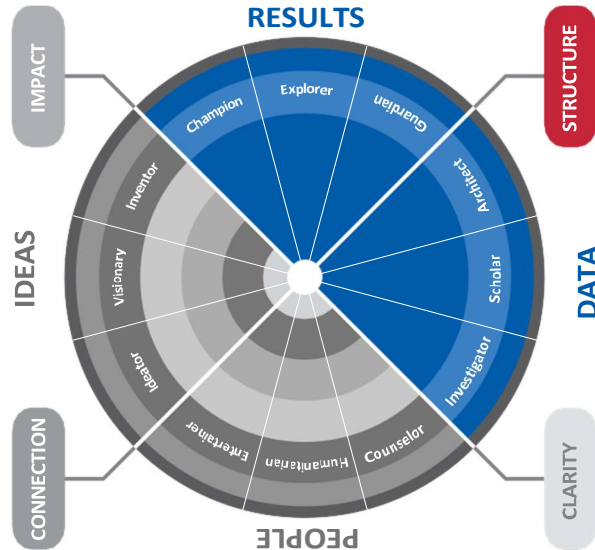 RESULTS
IMPACT
STRUCTURE
Champion
Explorer
Guardian
Architect
Scholar
Investigator
Inventor
Visionary
Ideator
Entertainer
Humanitarian
Counselor
IDEAS
DATA
CONNECTION
CLARITY
PEOPLE